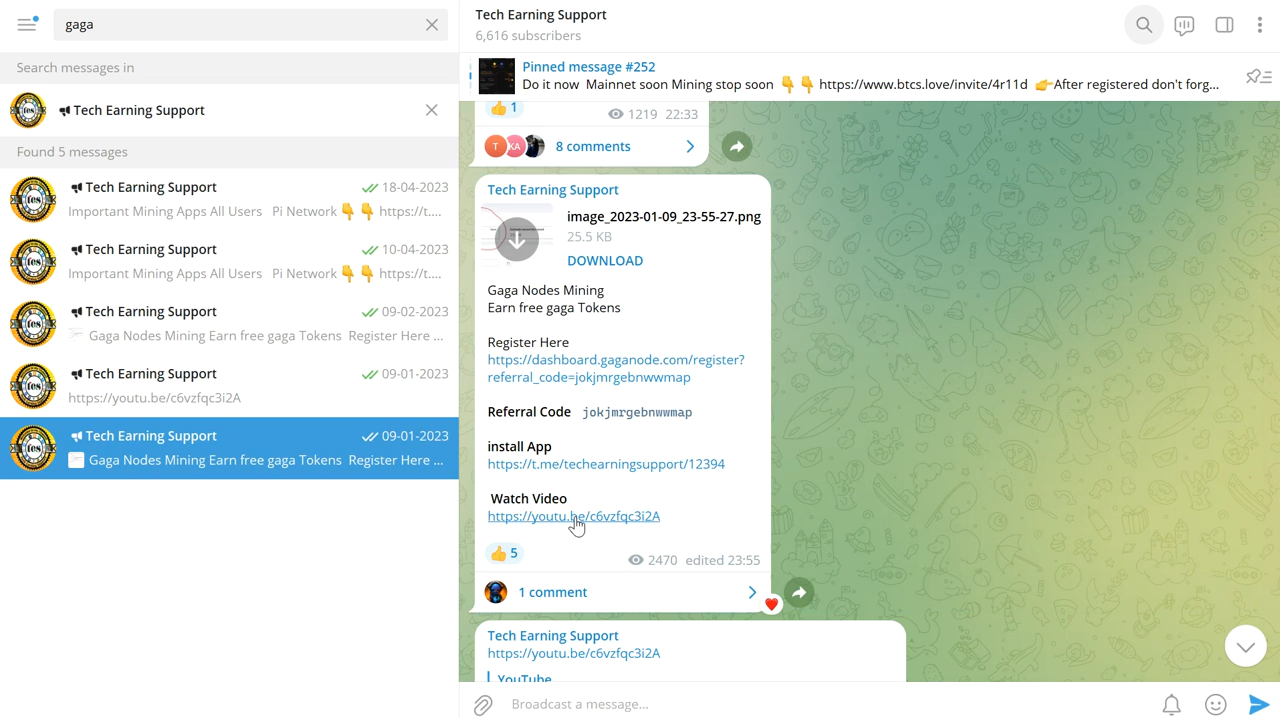 gaga
Search messages in
Tech Earning Support
Found 5 messages
Tech Earning Support 18-04-2023
Important Mining Apps All Users Pi Network 👇 👇 https://t....
Tech Earning Support 10-04-2023
Important Mining Apps All Users Pi Network 👇 👇 https://t....
Tech Earning Support 09-02-2023
Gaga Nodes Mining Earn free gaga Tokens Register Here ...
Tech Earning Support 09-01-2023
https://youtu.be/c6vzfqc3i2A
Tech Earning Support 09-01-2023
Gaga Nodes Mining Earn free gaga Tokens Register Here ...
Tech Earning Support
6,616 subscribers
Pinned message #252
Do it now Mainnet soon Mining stop soon 👇 👇 https://www.btcs.love/invite/4r11d 👉After registered don't forg...
👍 1 1219 22:33
T KA 8 comments
Tech Earning Support
image_2023-01-09_23-55-27.png
25.5 KB
DOWNLOAD
Gaga Nodes Mining
Earn free gaga Tokens
Register Here
https://dashboard.gaganode.com/register?
referral_code=jokjmrgebnwwmap
Referral Code jokjmrgebnwwmap
install App
https://t.me/techearningsupport/12394
Watch Video
https://youtu.be/c6vzfqc3i2A
👍 5 2470 edited 23:55
1 comment
Tech Earning Support
https://youtu.be/c6vzfqc3i2A
YouTube
Broadcast a message...